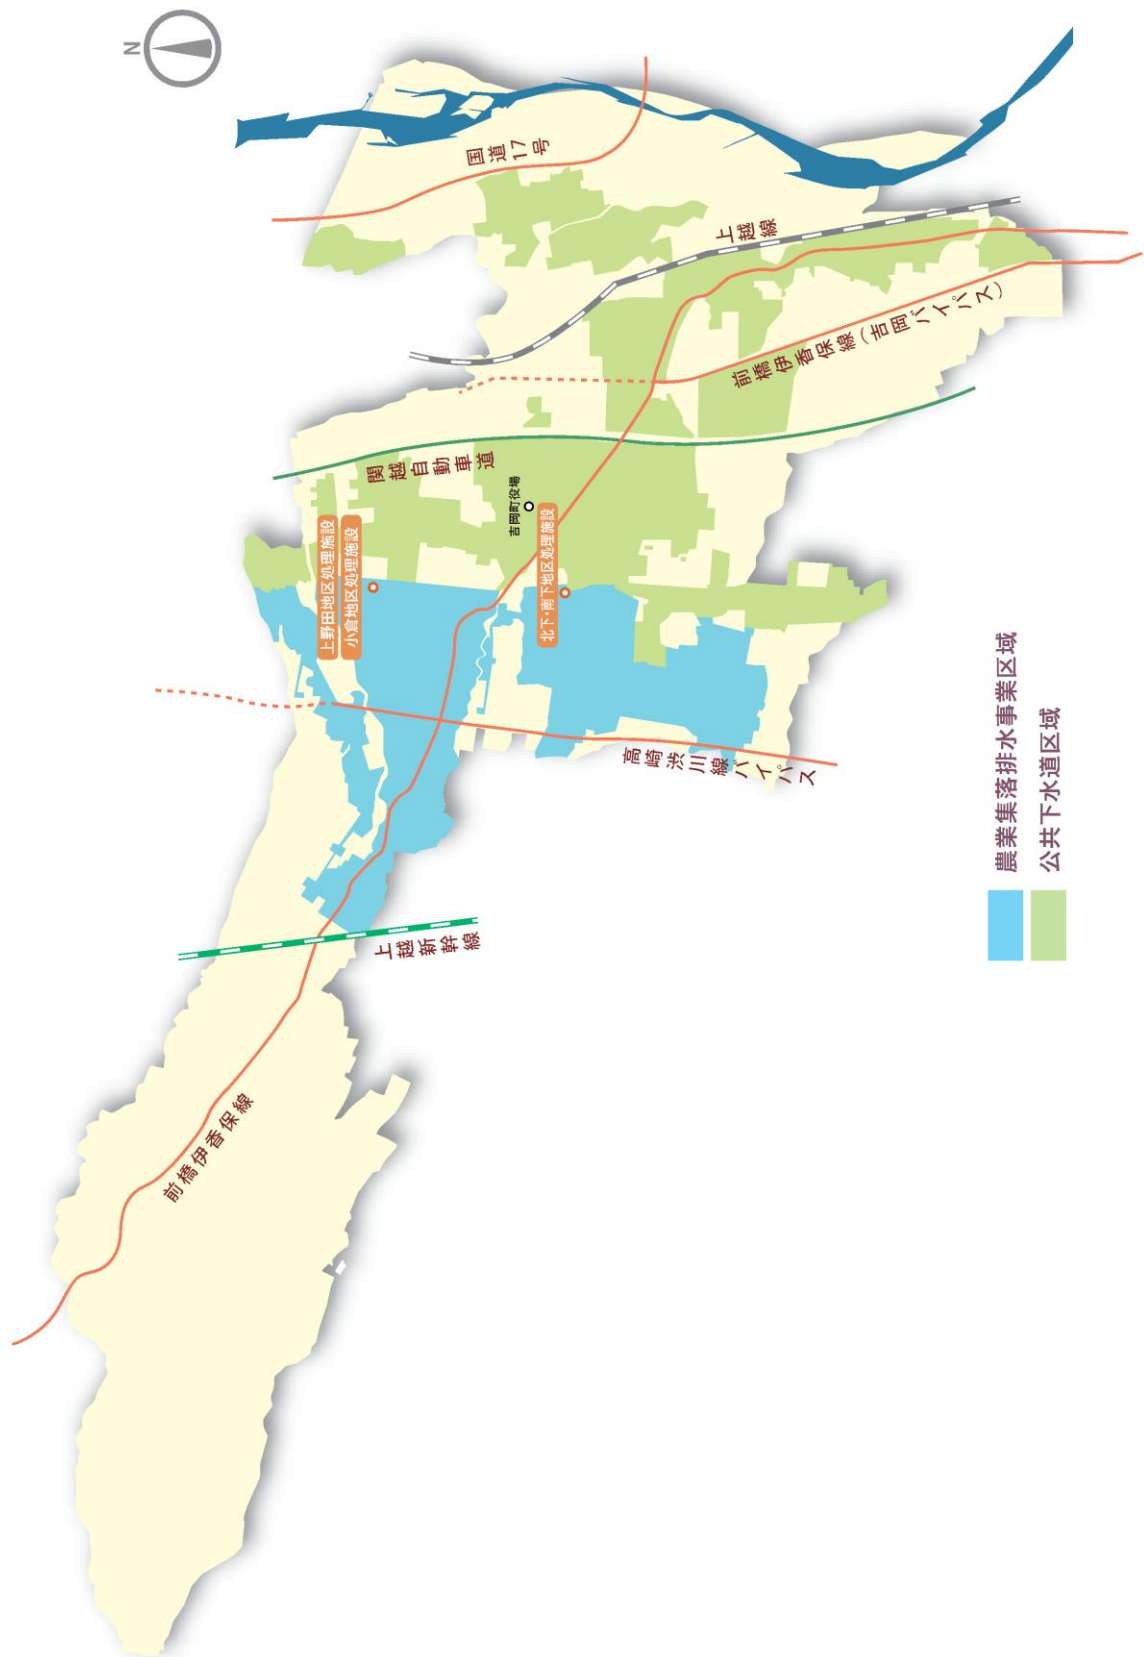 N
国道17号
上越線
前橋伊香保線（吉岡バイパス）
関越自動車道
吉岡町役場
上野田地区処理施設
小倉地区処理施設
北下・南下地区処理施設
高崎渋川線バイパス
上越新幹線
前橋伊香保線
農業集落排水事業区域
公共下水道区域